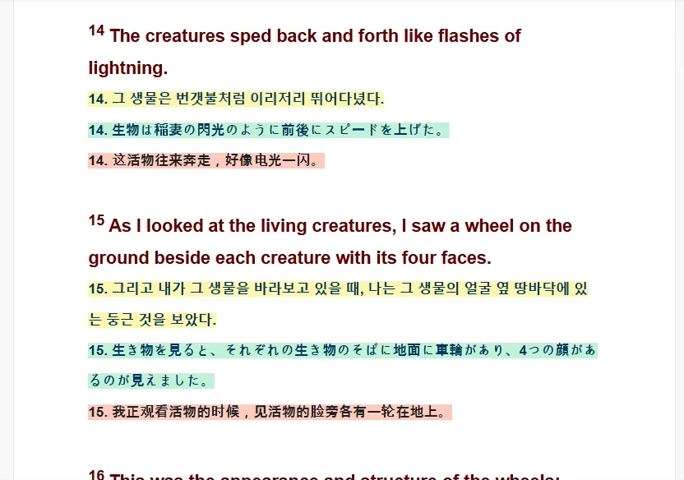 14 The creatures sped back and forth like flashes of
lightning.
14. 그 생물은 번갯불처럼 이리저리 뛰어다녔다.
14. 生物は稲妻の閃光のように前後にスピードを上げた。
14. 这活物往来奔走，好像电光一闪。
15 As I looked at the living creatures, I saw a wheel on the
ground beside each creature with its four faces.
15. 그리고 내가 그 생물을 바라보고 있을 때, 나는 그 생물의 얼굴 옆 땅바닥에 있
는 둥근 것을 보았다.
15. 生き物を見ると、それぞれの生き物のそばに地面に車輪があり、4つの顔があ
るのが見えました。
15. 我正观看活物的时候，见活物的脸旁各有一轮在地上。
16 This was the appearance and structure of the wheels: